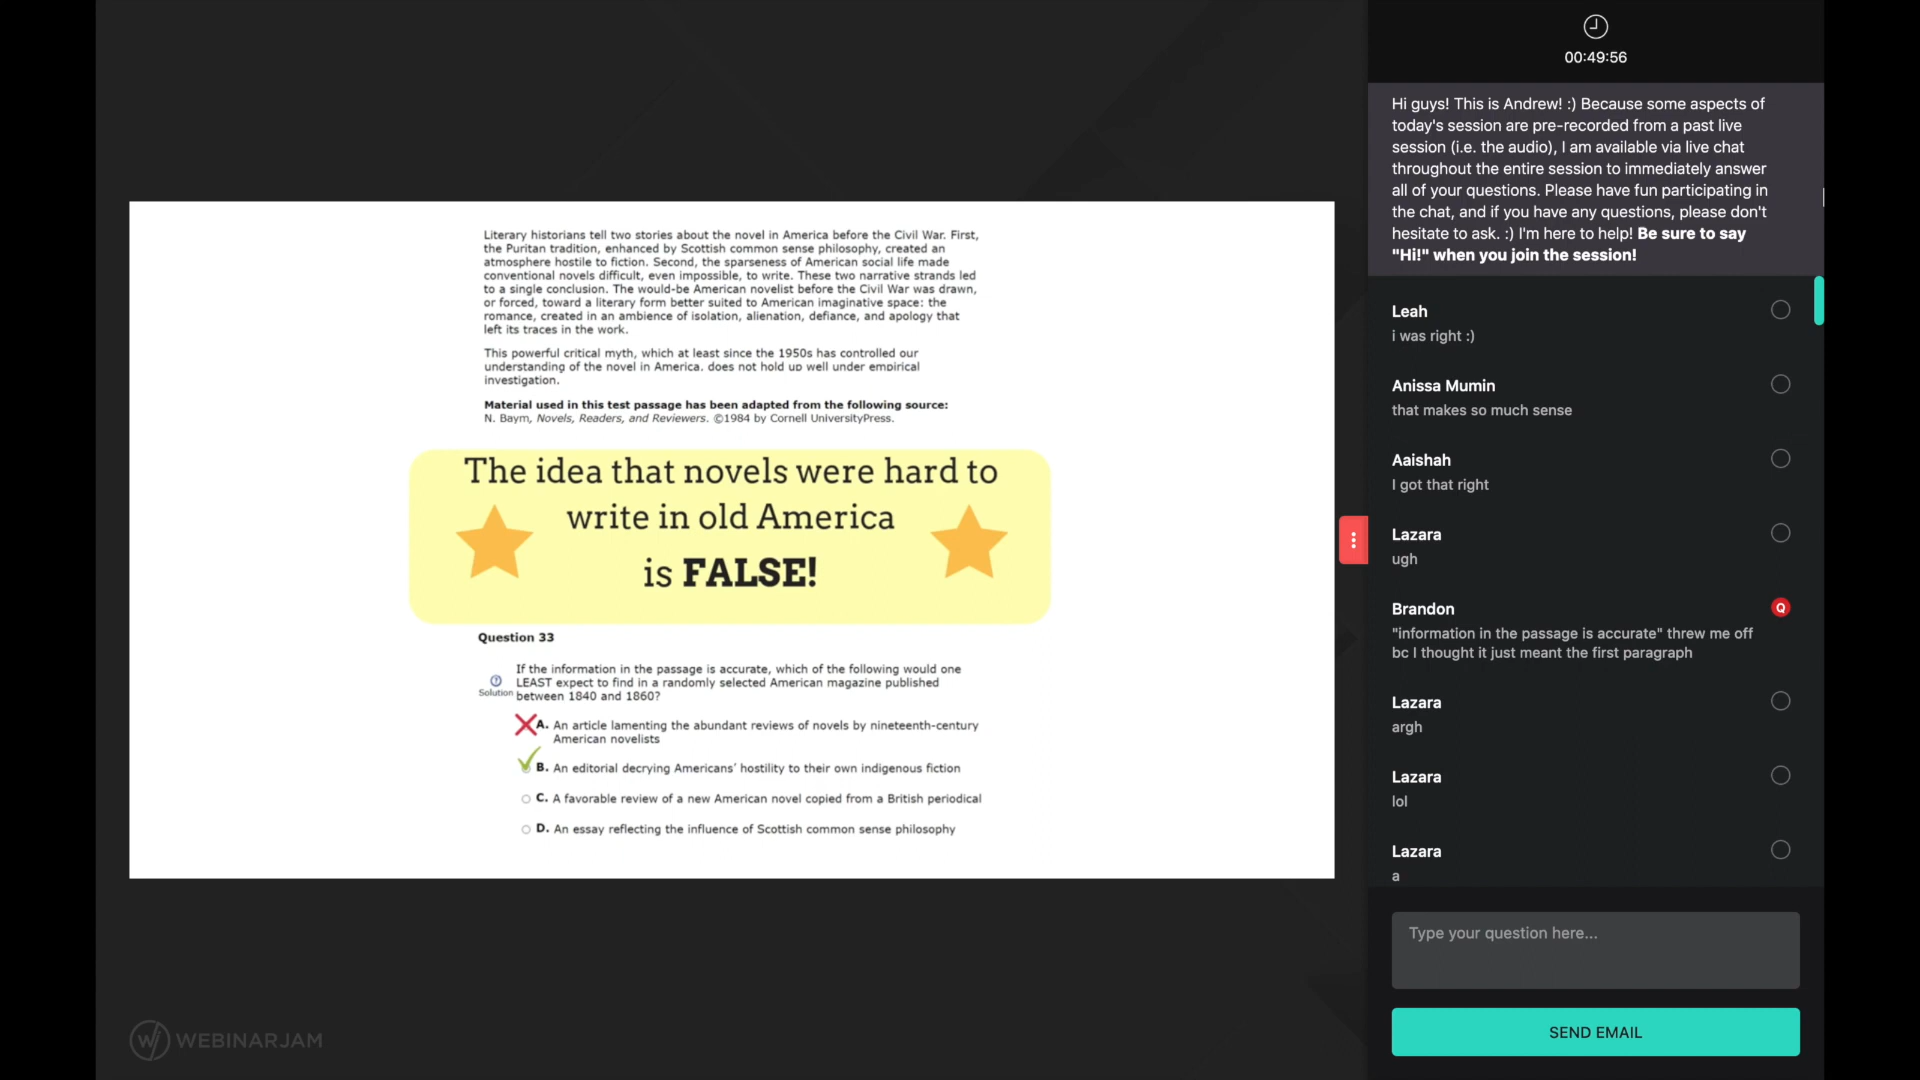 Literary historians tell two stories about the novel in America before the Civil War. First,
the Puritan tradition, enhanced by Scottish common sense philosophy, created an
atmosphere hostile to fiction. Second, the sparseness of American social life made
conventional novels difficult, even impossible, to write. These two narrative strands led
to a single conclusion. The would-be American novelist before the Civil War was drawn,
or forced, toward a literary form better suited to American imaginative space: the
romance, created in an ambience of isolation, alienation, defiance, and apology that
left its traces in the work.
This powerful critical myth, which at least since the 1950s has controlled our
understanding of the novel in America, does not hold up well under empirical
investigation.
Material used in this test passage has been adapted from the following source:
N. Baym, Novels, Readers, and Reviewers. ©1984 by Cornell UniversityPress.
The idea that novels were hard to
write in old America
is FALSE!
Question 33
Solution
If the information in the passage is accurate, which of the following would one
LEAST expect to find in a randomly selected American magazine published
between 1840 and 1860?
A. An article lamenting the abundant reviews of novels by nineteenth-century
American novelists
B. An editorial decrying Americans' hostility to their own indigenous fiction
C. A favorable review of a new American novel copied from a British periodical
D. An essay reflecting the influence of Scottish common sense philosophy
WEBINARJAM
00:49:56
Hi guys! This is Andrew! :) Because some aspects of
today's session are pre-recorded from a past live
session (i.e. the audio), I am available via live chat
throughout the entire session to immediately answer
all of your questions. Please have fun participating in
the chat, and if you have any questions, please don't
hesitate to ask. :) I'm here to help! Be sure to say
"Hi!" when you join the session!
Leah
i was right :)
Anissa Mumin
that makes so much sense
Aaishah
I got that right
Lazara
ugh
Brandon
Q
"information in the passage is accurate" threw me off
bc I thought it just meant the first paragraph
Lazara
argh
Lazara
lol
Lazara
a
Type your question here...
SEND EMAIL